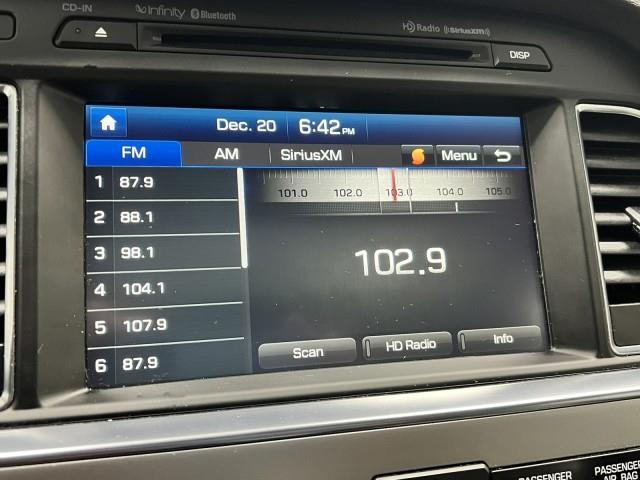 CD-IN infinity Bluetooth HD Radio ((SiriusXM))
DISP
Dec. 20 6:42 PM
FM AM SiriusXM Menu
1 87.9
2 88.1
3 98.1
4 104.1
5 107.9
6 87.9
101.0 102.0 103.0 104.0 105.0
102.9
Scan HD Radio Info
PASSENGER
PASSENGER
AIR BAG